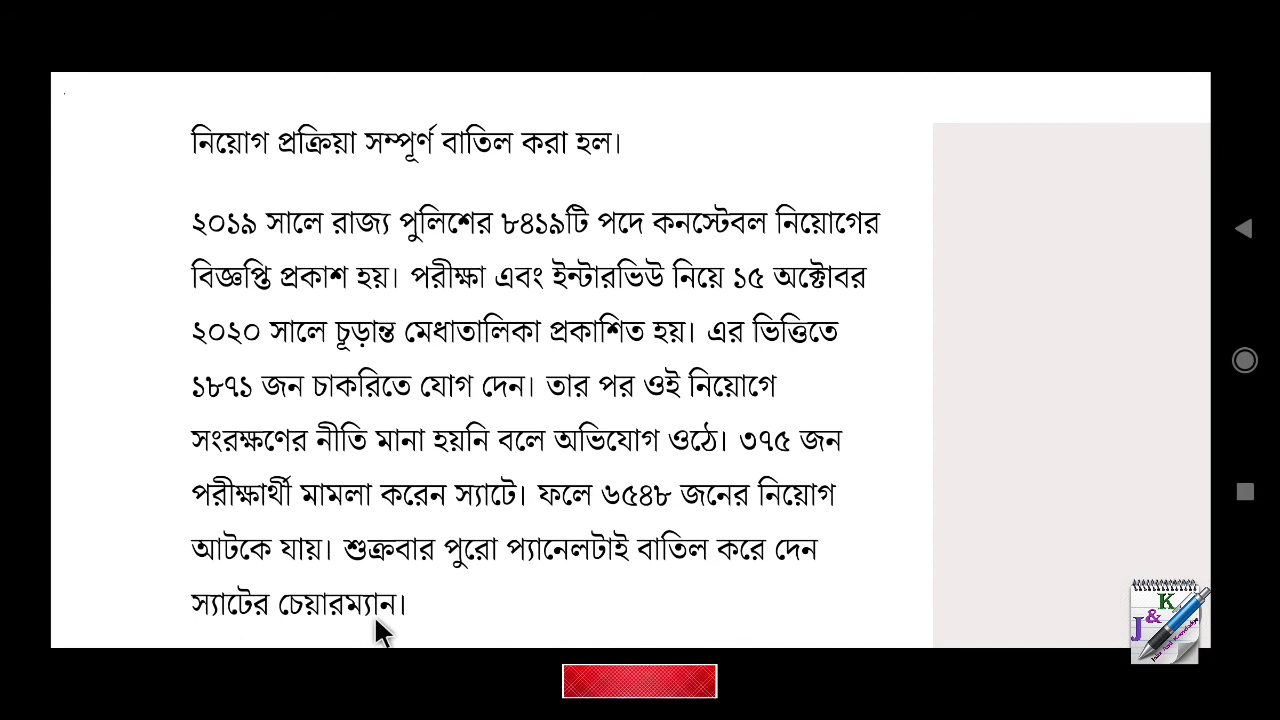 নিয়োগ প্রক্রিয়া সম্পূর্ণ বাতিল করা হল।
২০১৯ সালে রাজ্য পুলিশের ৮৪১৯টি পদে কনস্টেবল নিয়োগের
বিজ্ঞপ্তি প্রকাশ হয়। পরীক্ষা এবং ইন্টারভিউ নিয়ে ১৫ অক্টোবর
২০২০ সালে চূড়ান্ত মেধাতালিকা প্রকাশিত হয়। এর ভিত্তিতে
১৮৭১ জন চাকরিতে যোগ দেন। তার পর ওই নিয়োগে
সংরক্ষণের নীতি মানা হয়নি বলে অভিযোগ ওঠে। ৩৭৫ জন
পরীক্ষার্থী মামলা করেন স্যাটে। ফলে ৬৫৪৮ জনের নিয়োগ
আটকে যায়। শুক্রবার পুরো প্যানেলটাই বাতিল করে দেন
স্যাটের চেয়ারম্যান।
J&K